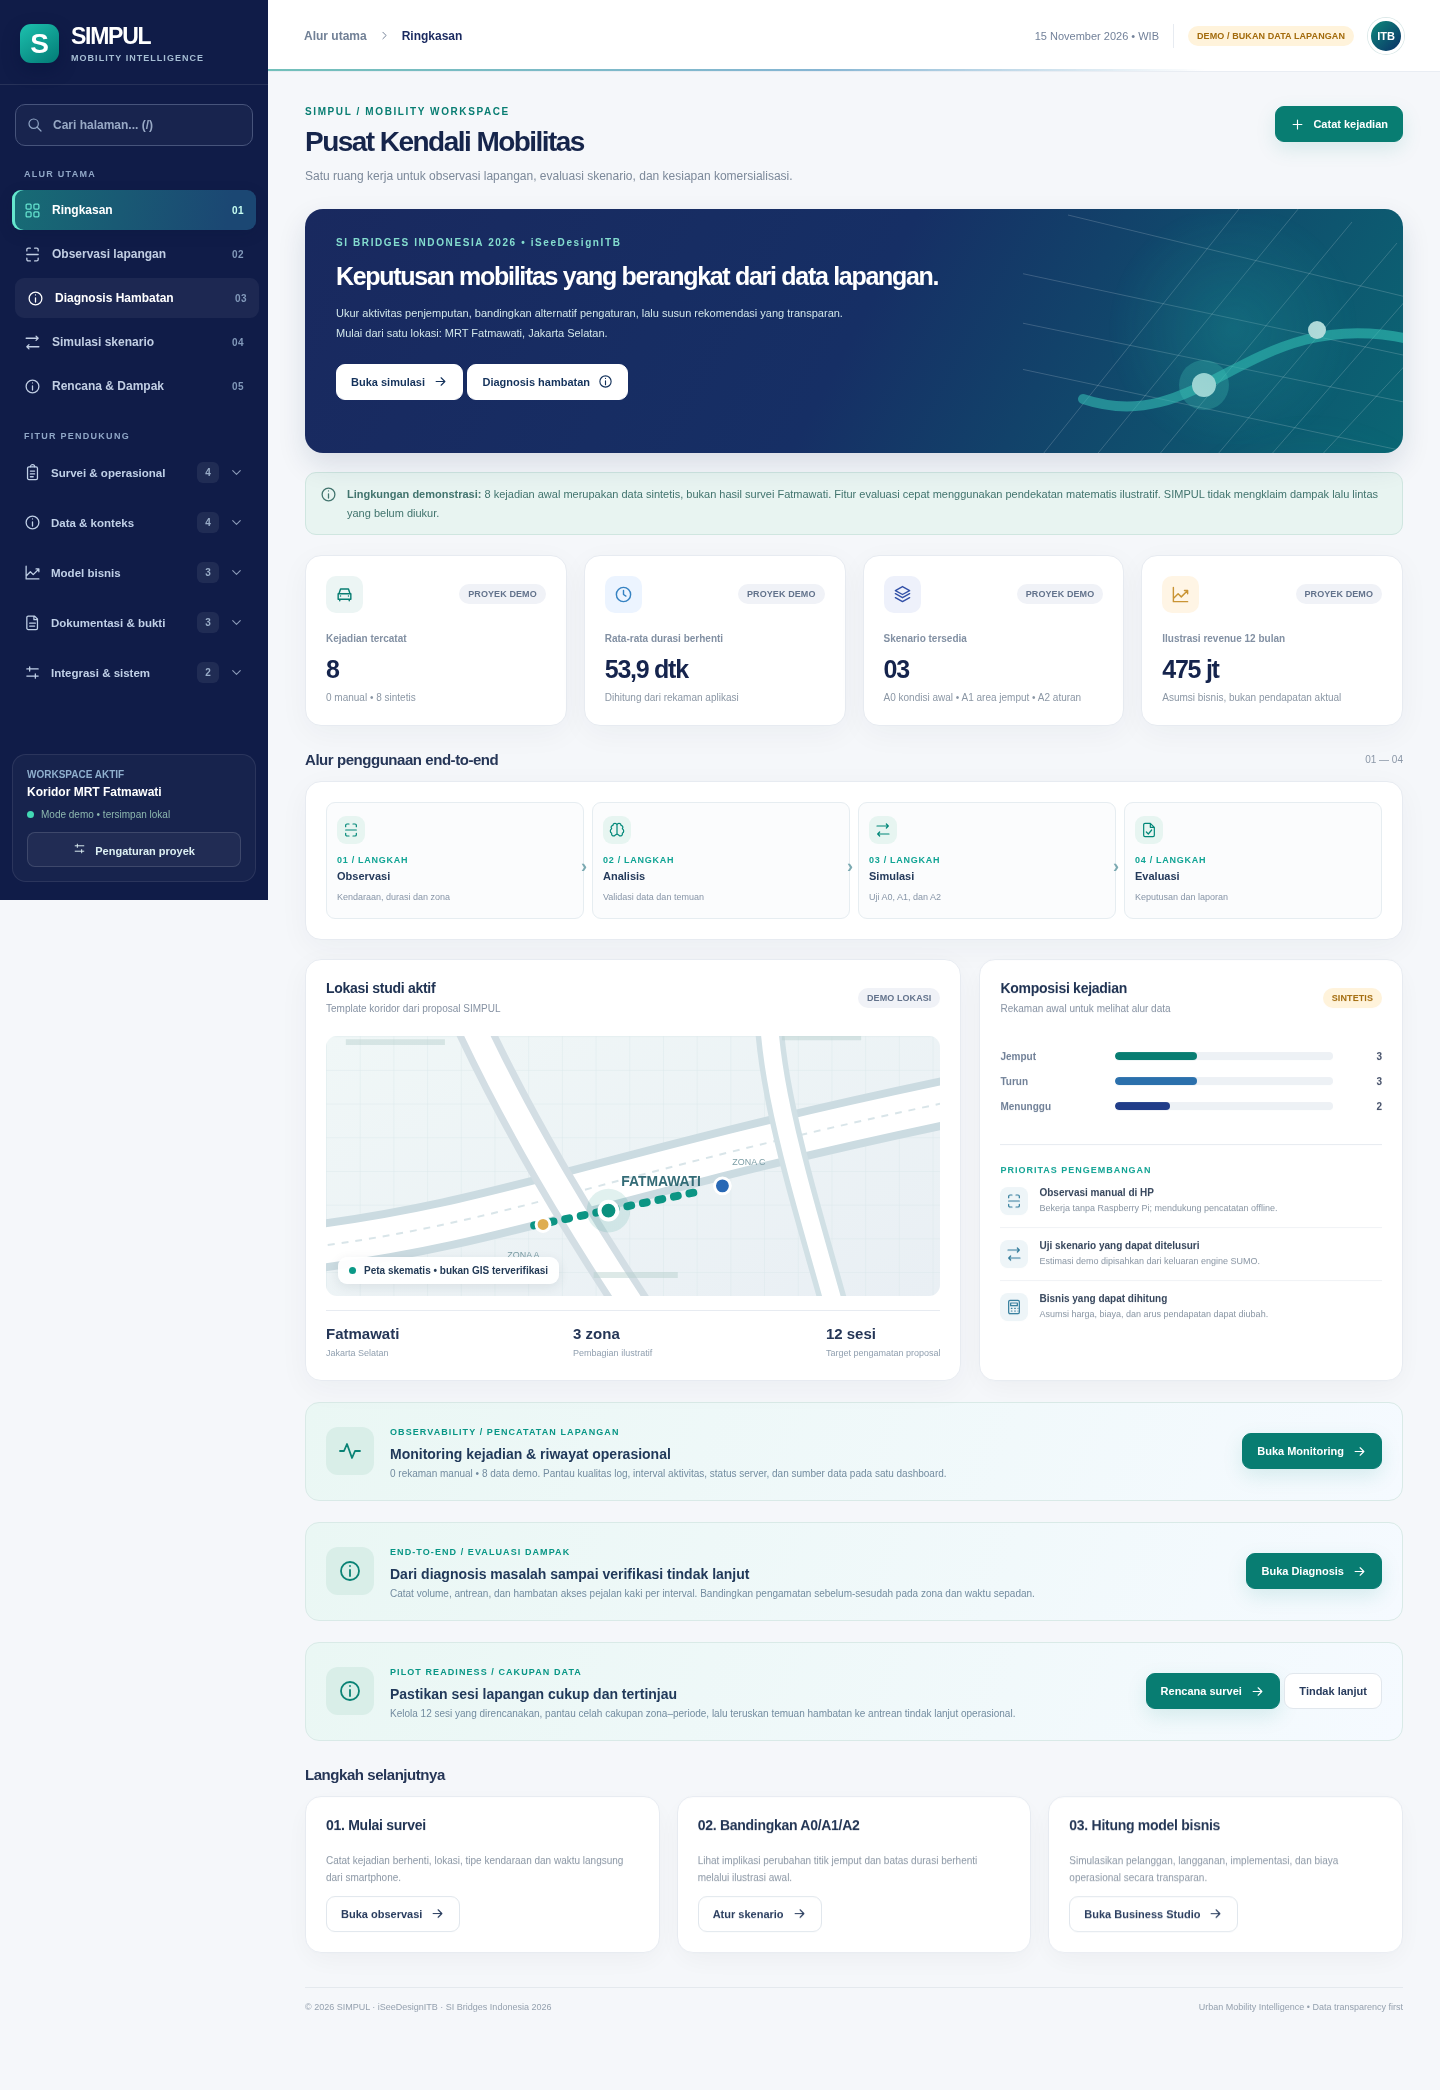 S
SIMPUL
MOBILITY INTELLIGENCE
Cari halaman... (/)
ALUR UTAMA
Ringkasan 01
Observasi lapangan 02
Diagnosis Hambatan 03
Simulasi skenario 04
Rencana & Dampak 05
FITUR PENDUKUNG
Survei & operasional 4
Data & konteks 4
Model bisnis 3
Dokumentasi & bukti 3
Integrasi & sistem 2
WORKSPACE AKTIF
Koridor MRT Fatmawati
Mode demo • tersimpan lokal
Pengaturan proyek
Alur utama Ringkasan
15 November 2026 • WIB
DEMO / BUKAN DATA LAPANGAN
ITB
SIMPUL / MOBILITY WORKSPACE
Pusat Kendali Mobilitas
Satu ruang kerja untuk observasi lapangan, evaluasi skenario, dan kesiapan komersialisasi.
Catat kejadian
SI BRIDGES INDONESIA 2026 • iSeeDesignITB
Keputusan mobilitas yang berangkat dari data lapangan.
Ukur aktivitas penjemputan, bandingkan alternatif pengaturan, lalu susun rekomendasi yang transparan.
Mulai dari satu lokasi: MRT Fatmawati, Jakarta Selatan.
Buka simulasi
Diagnosis hambatan
Lingkungan demonstrasi: 8 kejadian awal merupakan data sintetis, bukan hasil survei Fatmawati. Fitur evaluasi cepat menggunakan pendekatan matematis ilustratif. SIMPUL tidak mengklaim dampak lalu lintas
yang belum diukur.
PROYEK DEMO
Kejadian tercatat
8
0 manual • 8 sintetis
PROYEK DEMO
Rata-rata durasi berhenti
53,9 dtk
Dihitung dari rekaman aplikasi
PROYEK DEMO
Skenario tersedia
03
A0 kondisi awal • A1 area jemput • A2 aturan
PROYEK DEMO
Ilustrasi revenue 12 bulan
475 jt
Asumsi bisnis, bukan pendapatan aktual
Alur penggunaan end-to-end
01 — 04
01 / LANGKAH
Observasi
Kendaraan, durasi dan zona
›
02 / LANGKAH
Analisis
Validasi data dan temuan
›
03 / LANGKAH
Simulasi
Uji A0, A1, dan A2
›
04 / LANGKAH
Evaluasi
Keputusan dan laporan
Lokasi studi aktif
Template koridor dari proposal SIMPUL
DEMO LOKASI
ZONA C
FATMAWATI
ZONA A
Peta skematis • bukan GIS terverifikasi
Fatmawati
Jakarta Selatan
3 zona
Pembagian ilustratif
12 sesi
Target pengamatan proposal
Komposisi kejadian
Rekaman awal untuk melihat alur data
SINTETIS
Jemput 3
Turun 3
Menunggu 2
PRIORITAS PENGEMBANGAN
Observasi manual di HP
Bekerja tanpa Raspberry Pi; mendukung pencatatan offline.
Uji skenario yang dapat ditelusuri
Estimasi demo dipisahkan dari keluaran engine SUMO.
Bisnis yang dapat dihitung
Asumsi harga, biaya, dan arus pendapatan dapat diubah.
OBSERVABILITY / PENCATATAN LAPANGAN
Monitoring kejadian & riwayat operasional
0 rekaman manual • 8 data demo. Pantau kualitas log, interval aktivitas, status server, dan sumber data pada satu dashboard.
Buka Monitoring
END-TO-END / EVALUASI DAMPAK
Dari diagnosis masalah sampai verifikasi tindak lanjut
Catat volume, antrean, dan hambatan akses pejalan kaki per interval. Bandingkan pengamatan sebelum-sesudah pada zona dan waktu sepadan.
Buka Diagnosis
PILOT READINESS / CAKUPAN DATA
Pastikan sesi lapangan cukup dan tertinjau
Kelola 12 sesi yang direncanakan, pantau celah cakupan zona–periode, lalu teruskan temuan hambatan ke antrean tindak lanjut operasional.
Rencana survei
Tindak lanjut
Langkah selanjutnya
01. Mulai survei
Catat kejadian berhenti, lokasi, tipe kendaraan dan waktu langsung
dari smartphone.
Buka observasi
02. Bandingkan A0/A1/A2
Lihat implikasi perubahan titik jemput dan batas durasi berhenti
melalui ilustrasi awal.
Atur skenario
03. Hitung model bisnis
Simulasikan pelanggan, langganan, implementasi, dan biaya
operasional secara transparan.
Buka Business Studio
© 2026 SIMPUL · iSeeDesignITB · SI Bridges Indonesia 2026
Urban Mobility Intelligence • Data transparency first